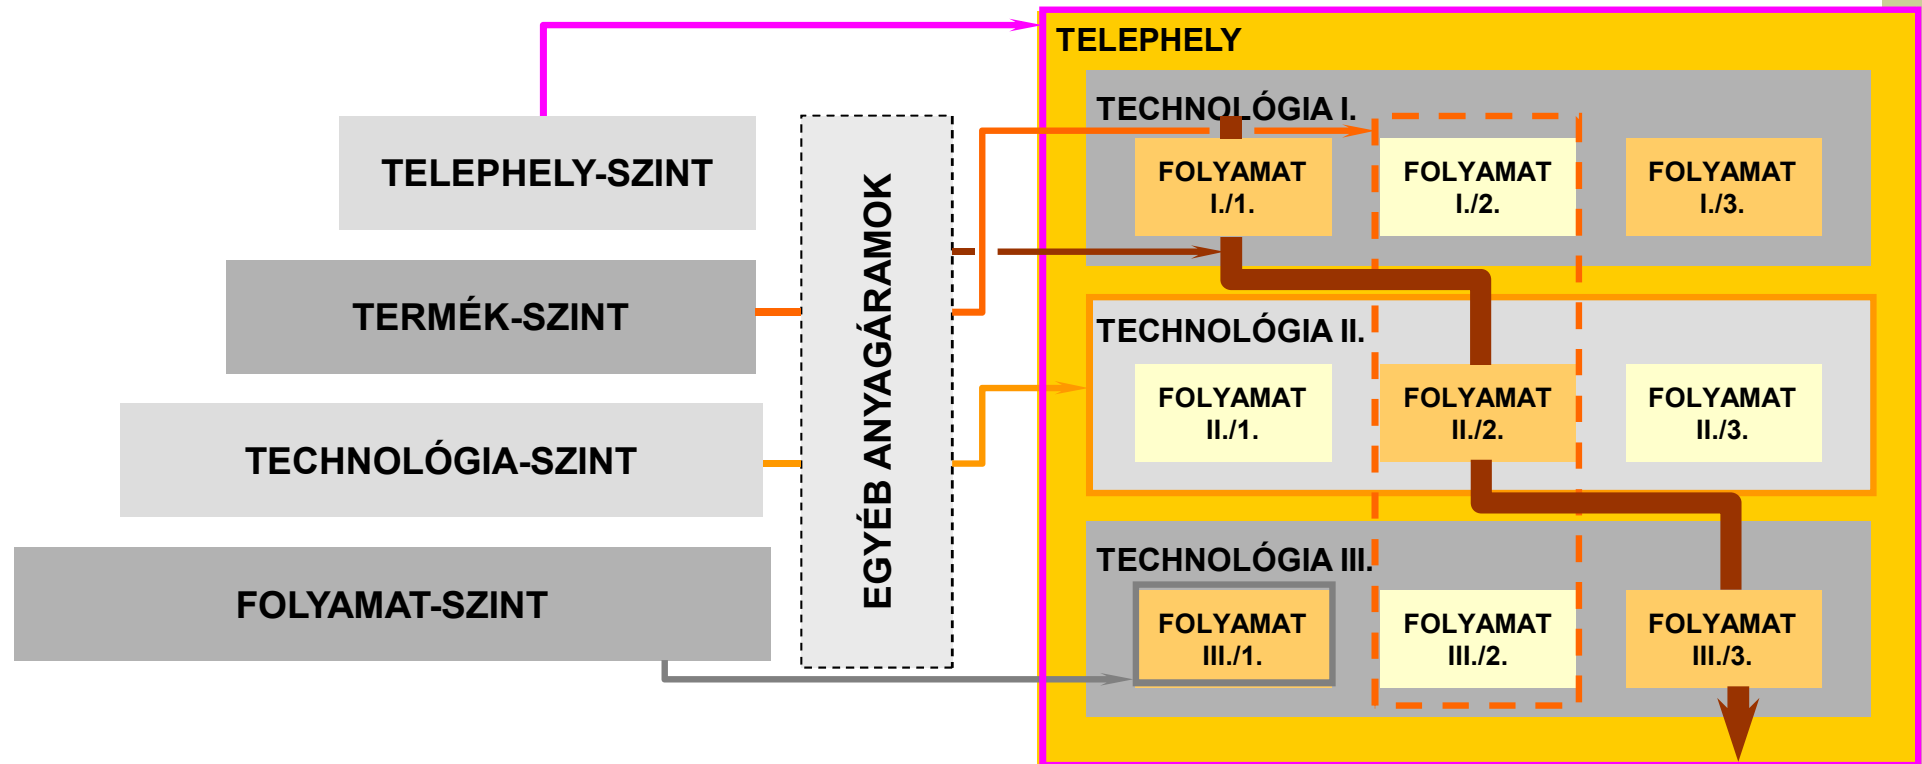 TELEPHELY-SZINT
TERMÉK-SZINT
TECHNOLÓGIA-SZINT
FOLYAMAT-SZINT
EGYÉB ANYAGÁRAMOK
TELEPHELY
TECHNOLÓGIA I.
FOLYAMAT
I./1.
FOLYAMAT
I./2.
FOLYAMAT
I./3.
TECHNOLÓGIA II.
FOLYAMAT
II./1.
FOLYAMAT
II./2.
FOLYAMAT
II./3.
TECHNOLÓGIA III.
FOLYAMAT
III./1.
FOLYAMAT
III./2.
FOLYAMAT
III./3.